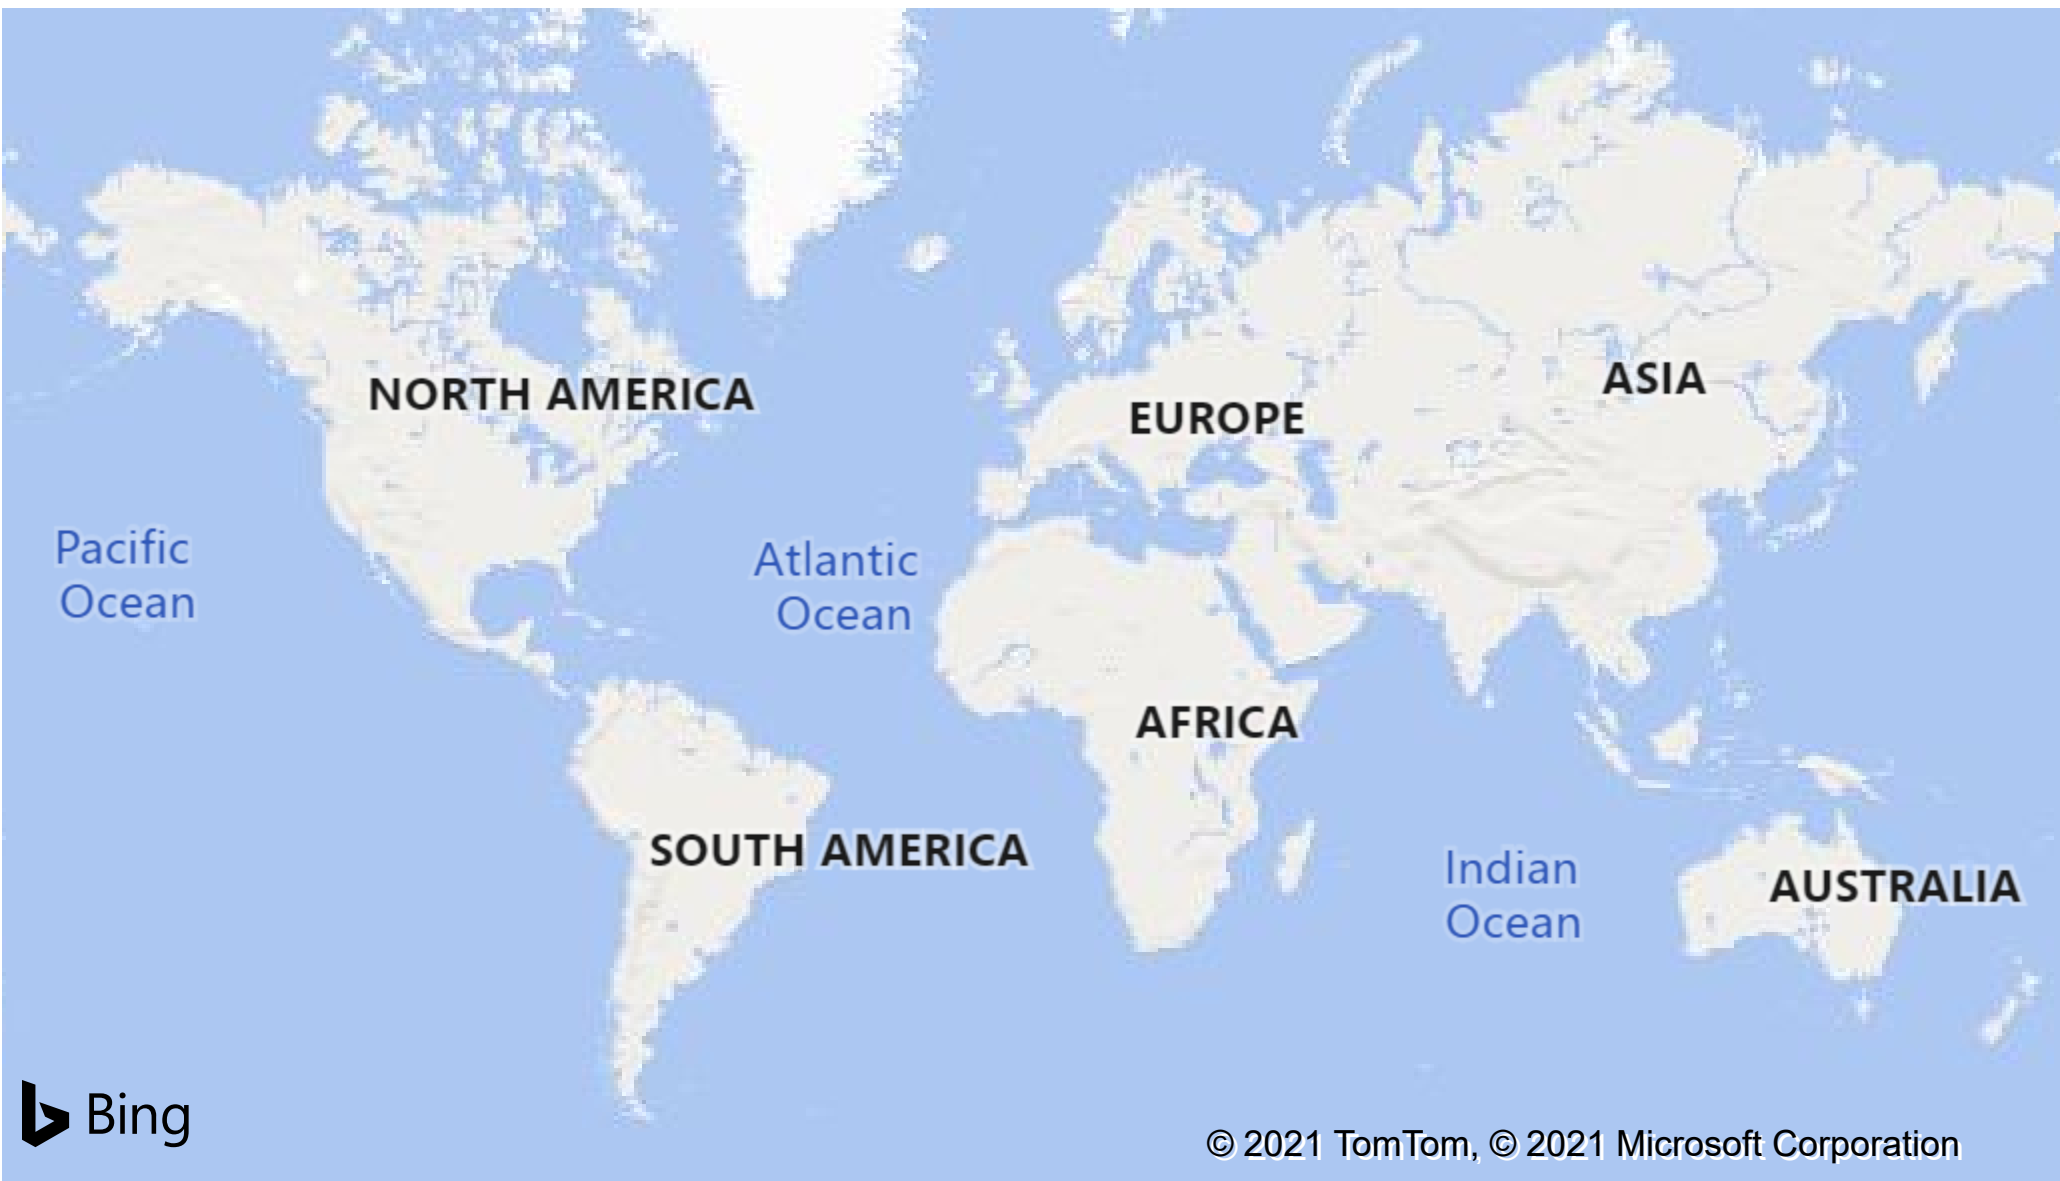 NORTH AMERICA
EUROPE
ASIA
Pacific
Ocean
Atlantic
Ocean
AFRICA
SOUTH AMERICA
Indian
Ocean
AUSTRALIA
Bing
© 2021 TomTom, © 2021 Microsoft Corporation